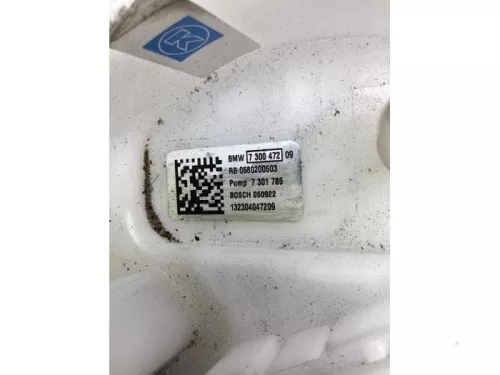 K
BMW 7 300 472 09
RB 0580200503
Pump 7 301 785
BOSCH 050922
132304047209